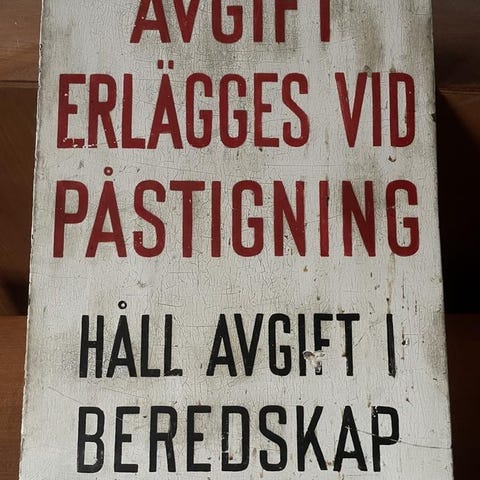 AVGIFT
ERLÄGGES VID
PÅSTIGNING
HÅLL AVGIFT I
BEREDSKAP